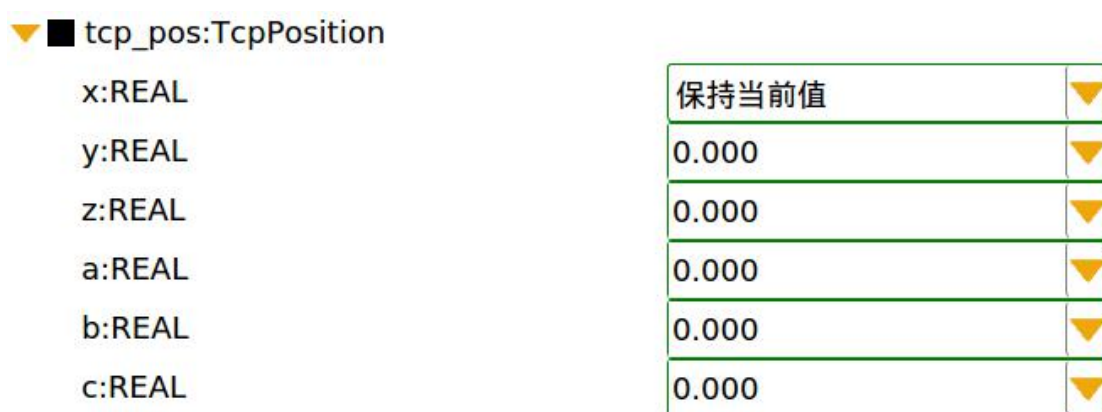 tcp_pos:TcpPosition
x:REAL 保持当前值
y:REAL 0.000
z:REAL 0.000
a:REAL 0.000
b:REAL 0.000
c:REAL 0.000